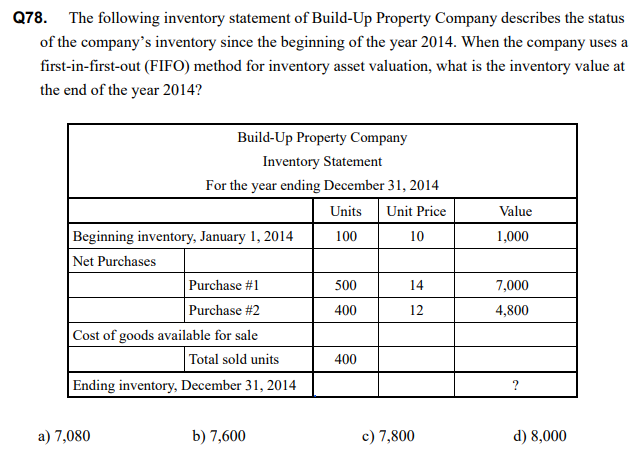 Q78. The following inventory statement of Build-Up Property Company describes the status
of the company’s inventory since the beginning of the year 2014. When the company uses a
first-in-first-out (FIFO) method for inventory asset valuation, what is the inventory value at
the end of the year 2014?
Build-Up Property Company
Inventory Statement
For the year ending December 31, 2014
Units Unit Price Value
Beginning inventory, January 1, 2014 100 10 1,000
Net Purchases
Purchase #1 500 14 7,000
Purchase #2 400 12 4,800
Cost of goods available for sale
Total sold units 400
Ending inventory, December 31, 2014 ?
a) 7,080 b) 7,600 c) 7,800 d) 8,000